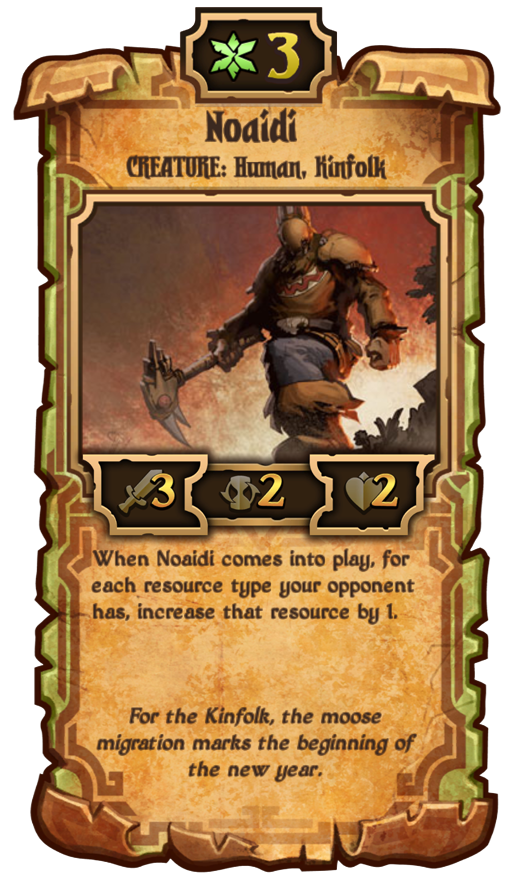 3
Noaidi
CREATURE: Human, Kinfolk
3 2 2
When Noaidi comes into play, for
each resource type your opponent
has, increase that resource by 1.
For the Kinfolk, the moose
migration marks the beginning of
the new year.